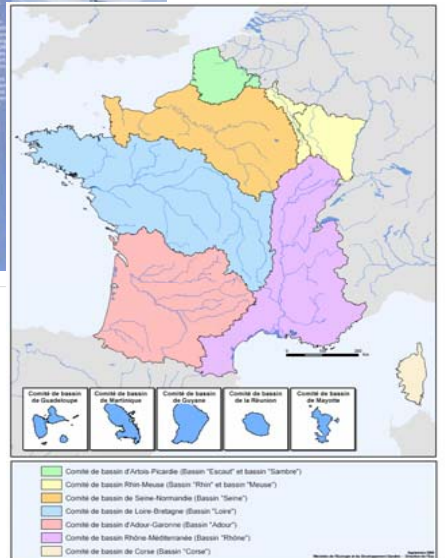 Comité de bassin
de Guadeloupe
Comité de bassin
de Martinique
Comité de bassin
de Guyane
Comité de bassin
de la Réunion
Comité de bassin
de Mayotte
Comité de bassin d'Artois-Picardie (Bassin "Escaut" et bassin "Sambre")
Comité de bassin Rhin-Meuse (Bassin "Rhin" et bassin "Meuse")
Comité de bassin de Seine-Normandie (Bassin "Seine")
Comité de bassin de Loire-Bretagne (Bassin "Loire")
Comité de bassin d'Adour-Garonne (Bassin "Adour")
Comité de bassin Rhône-Méditerranée (Bassin "Rhône")
Comité de bassin de Corse (Bassin "Corse")